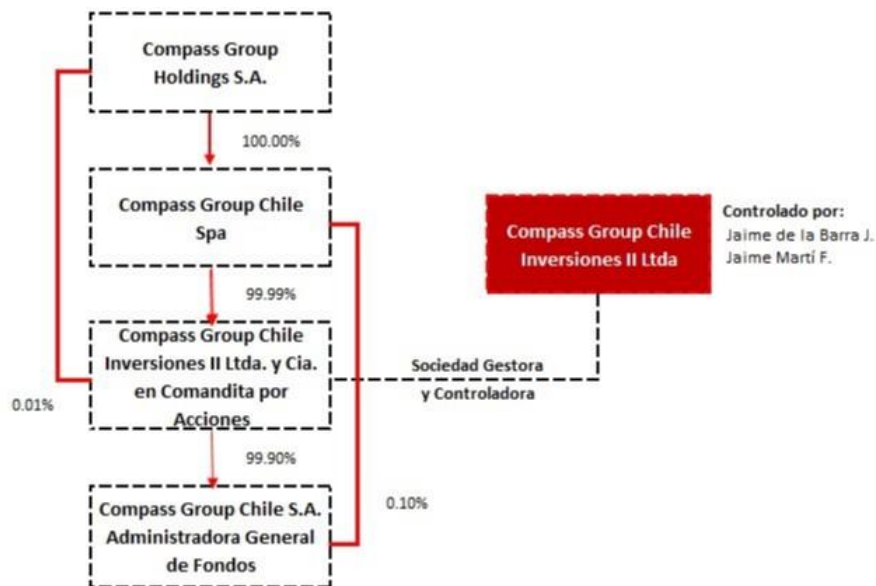 Compass Group
Holdings S.A.
100.00%
Compass Group Chile
Spa
99.99%
Compass Group Chile
Inversiones II Ltda. y Cia.
en Comandita por
Acciones
0.01%
99.90%
Compass Group Chile S.A.
Administradora General
de Fondos
0.10%
Sociedad Gestora
y Controladora
Compass Group Chile
Inversiones II Ltda
Controlado por:
Jaime de la Barra J.
Jaime Martí F.